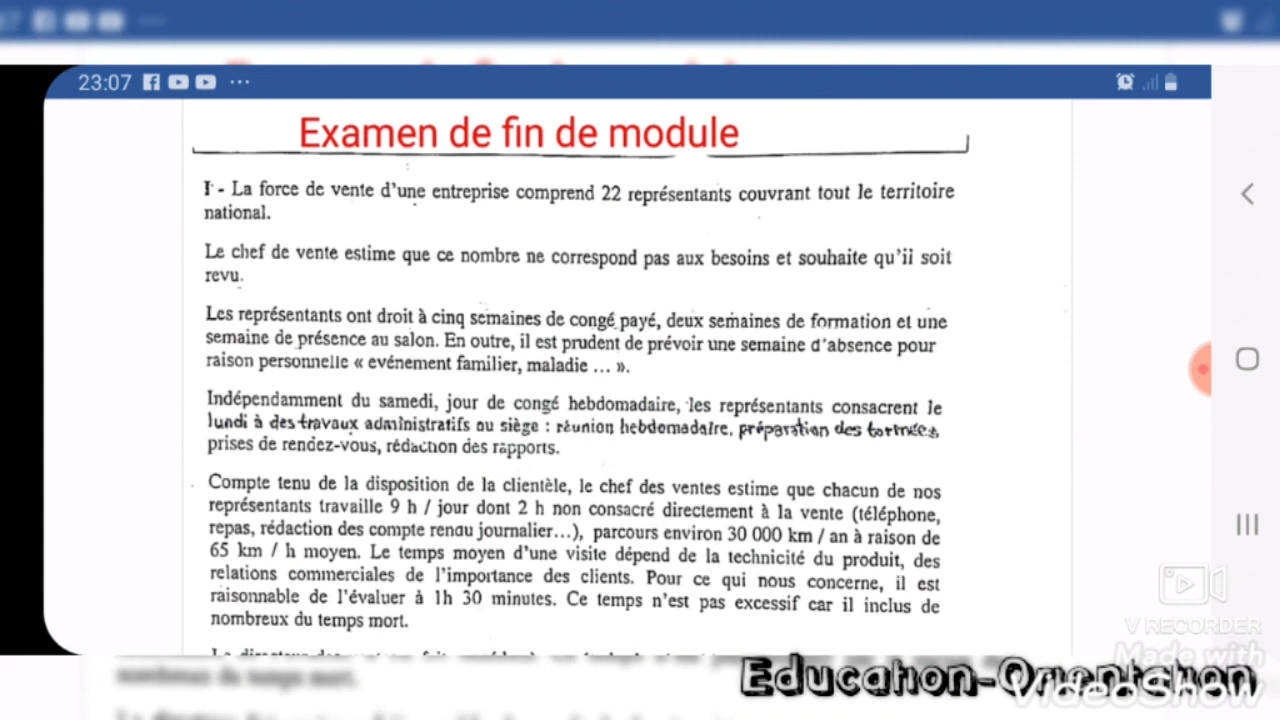 23:07
Examen de fin de module
I - La force de vente d'une entreprise comprend 22 représentants couvrant tout le territoire
national.
Le chef de vente estime que ce nombre ne correspond pas aux besoins et souhaite qu'il soit
revu.
Les représentants ont droit à cinq semaines de congé payé, deux semaines de formation et une
semaine de présence au salon. En outre, il est prudent de prévoir une semaine d'absence pour
raison personnelle « evénement familier, maladie ... ».
Indépendamment du samedi, jour de congé hebdomadaire, les représentants consacrent le
lundi à des travaux administratifs au siège : réunion hebdomadaire, préparation des tornées,
prises de rendez-vous, rédaction des rapports.
Compte tenu de la disposition de la clientèle, le chef des ventes estime que chacun de nos
représentants travaille 9 h / jour dont 2 h non consacré directement à la vente (téléphone,
repas, rédaction des compte rendu journalier...), parcours environ 30 000 km / an à raison de
65 km / h moyen. Le temps moyen d'une visite dépend de la technicité du produit, des
relations commerciales de l'importance des clients. Pour ce qui nous concerne, il est
raisonnable de l'évaluer à 1h 30 minutes. Ce temps n'est pas excessif car il inclus de
nombreux du temps mort.
V RECORDER
Made with
VideoShow
Education-Orientation